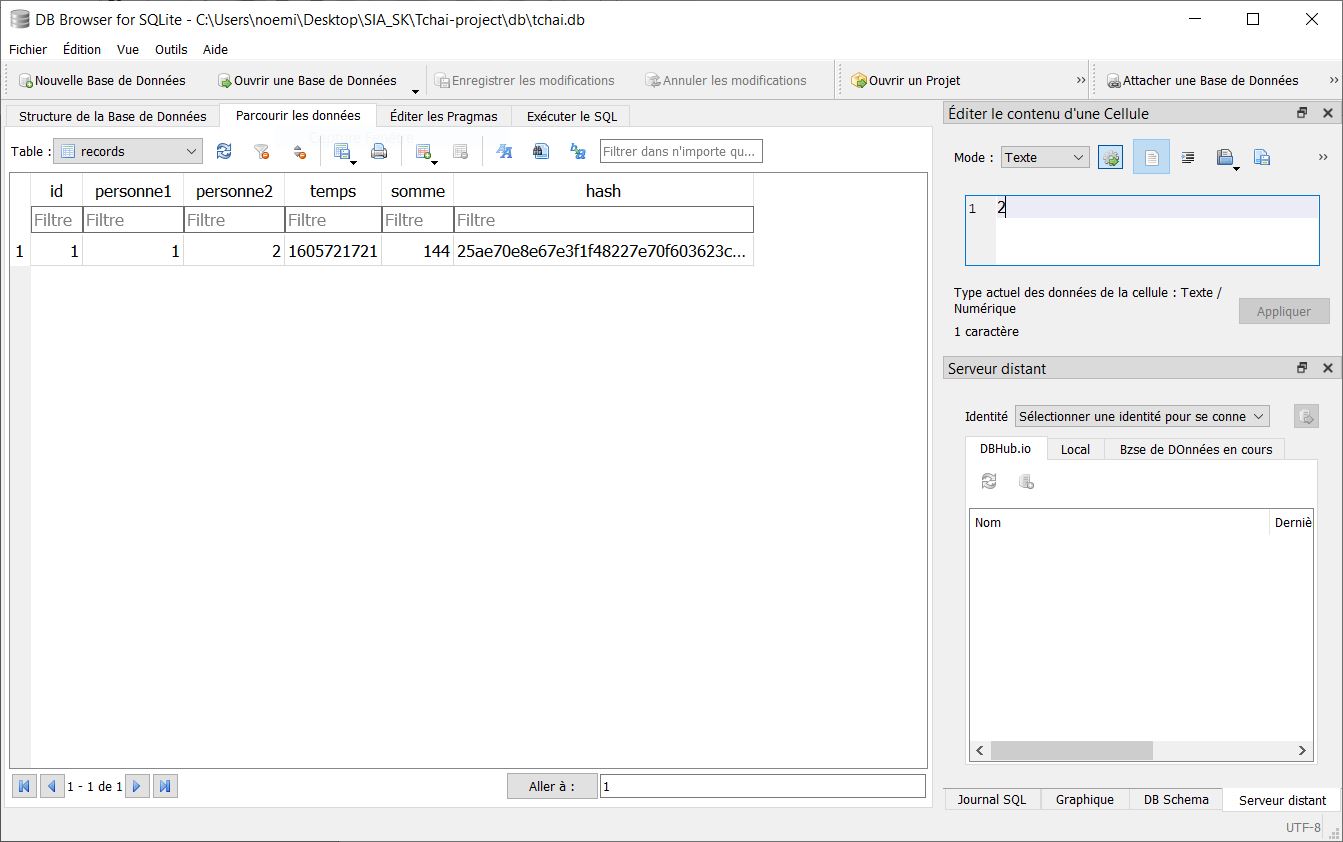 DB Browser for SQLite - C:\Users\noemi\Desktop\SIA_SK\Tchai-project\db\tchai.db
Fichier Édition Vue Outils Aide
Nouvelle Base de Données Ouvrir une Base de Données Enregistrer les modifications Annuler les modifications Ouvrir un Projet » Attacher une Base de Données »
Structure de la Base de Données Parcourir les données Éditer les Pragmas Exécuter le SQL
Table : records Filtrer dans n'importe qu...
id personne1 personne2 temps somme hash
Filtre Filtre Filtre Filtre Filtre Filtre
1 1 1 2 1605721721 144 25ae70e8e67e3f1f48227e70f603623c...
1 - 1 de 1 Aller à : 1
Éditer le contenu d'une Cellule
Mode : Texte »
1 2
Type actuel des données de la cellule : Texte /
Numérique
1 caractère
Appliquer
Serveur distant
Identité Sélectionner une identité pour se conne
DBHub.io Local Bzse de DOnnées en cours
Nom Derniè
Journal SQL Graphique DB Schema Serveur distant
UTF-8